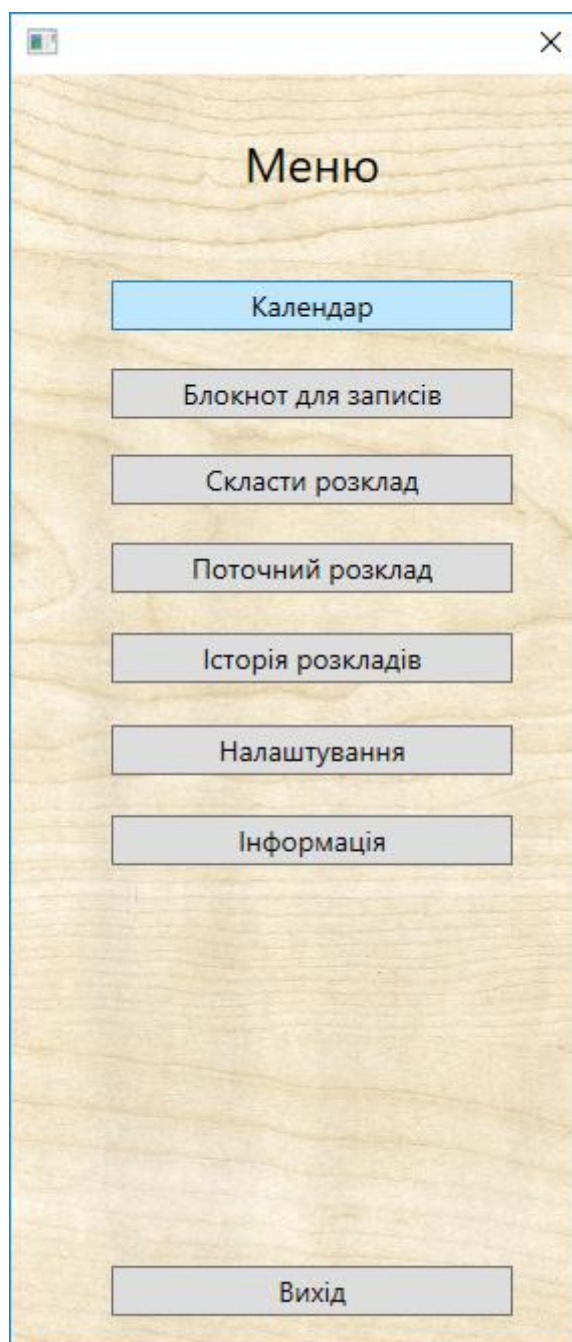 Меню
Календар
Блокнот для записів
Скласти розклад
Поточний розклад
Історія розкладів
Налаштування
Інформація
Вихід